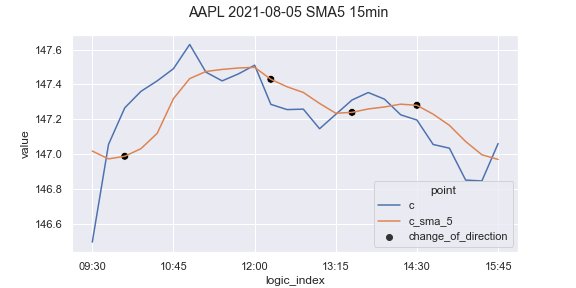 AAPL 2021-08-05 SMA5 15min
147.6
147.4
147.2
147.0
146.8
146.6
value
09:30 10:45 12:00 13:15 14:30 15:45
logic_index
point
c
c_sma_5
change_of_direction